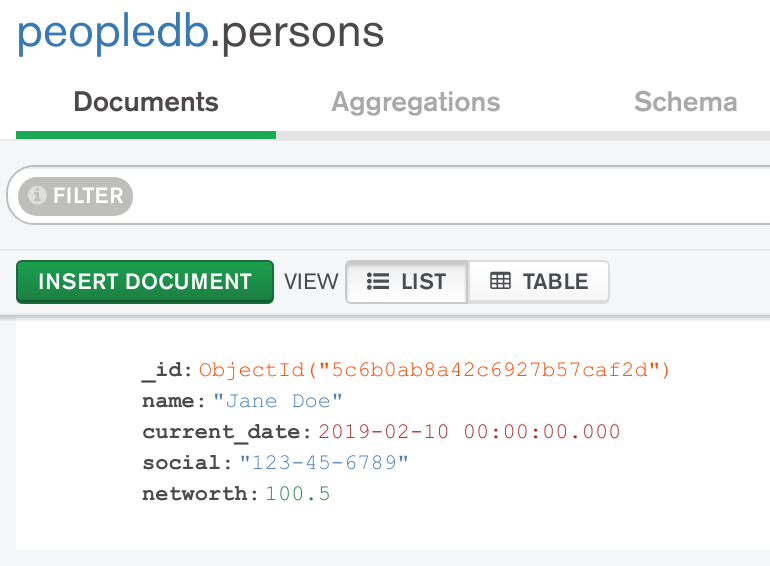 peopledb.persons
Documents Aggregations Schema
FILTER
INSERT DOCUMENT VIEW LIST TABLE
_id: ObjectId("5c6b0ab8a42c6927b57caf2d")
name: "Jane Doe"
current_date: 2019-02-10 00:00:00.000
social: "123-45-6789"
networth: 100.5